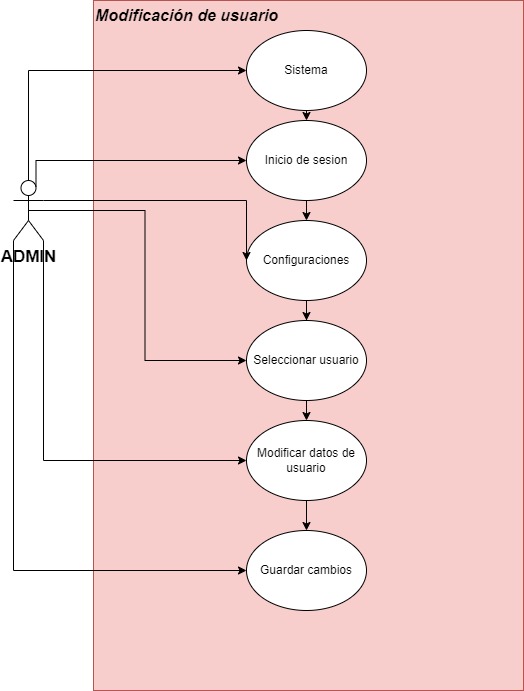 Modificación de usuario
Sistema
Inicio de sesion
Configuraciones
ADMIN
Seleccionar usuario
Modificar datos de
usuario
Guardar cambios